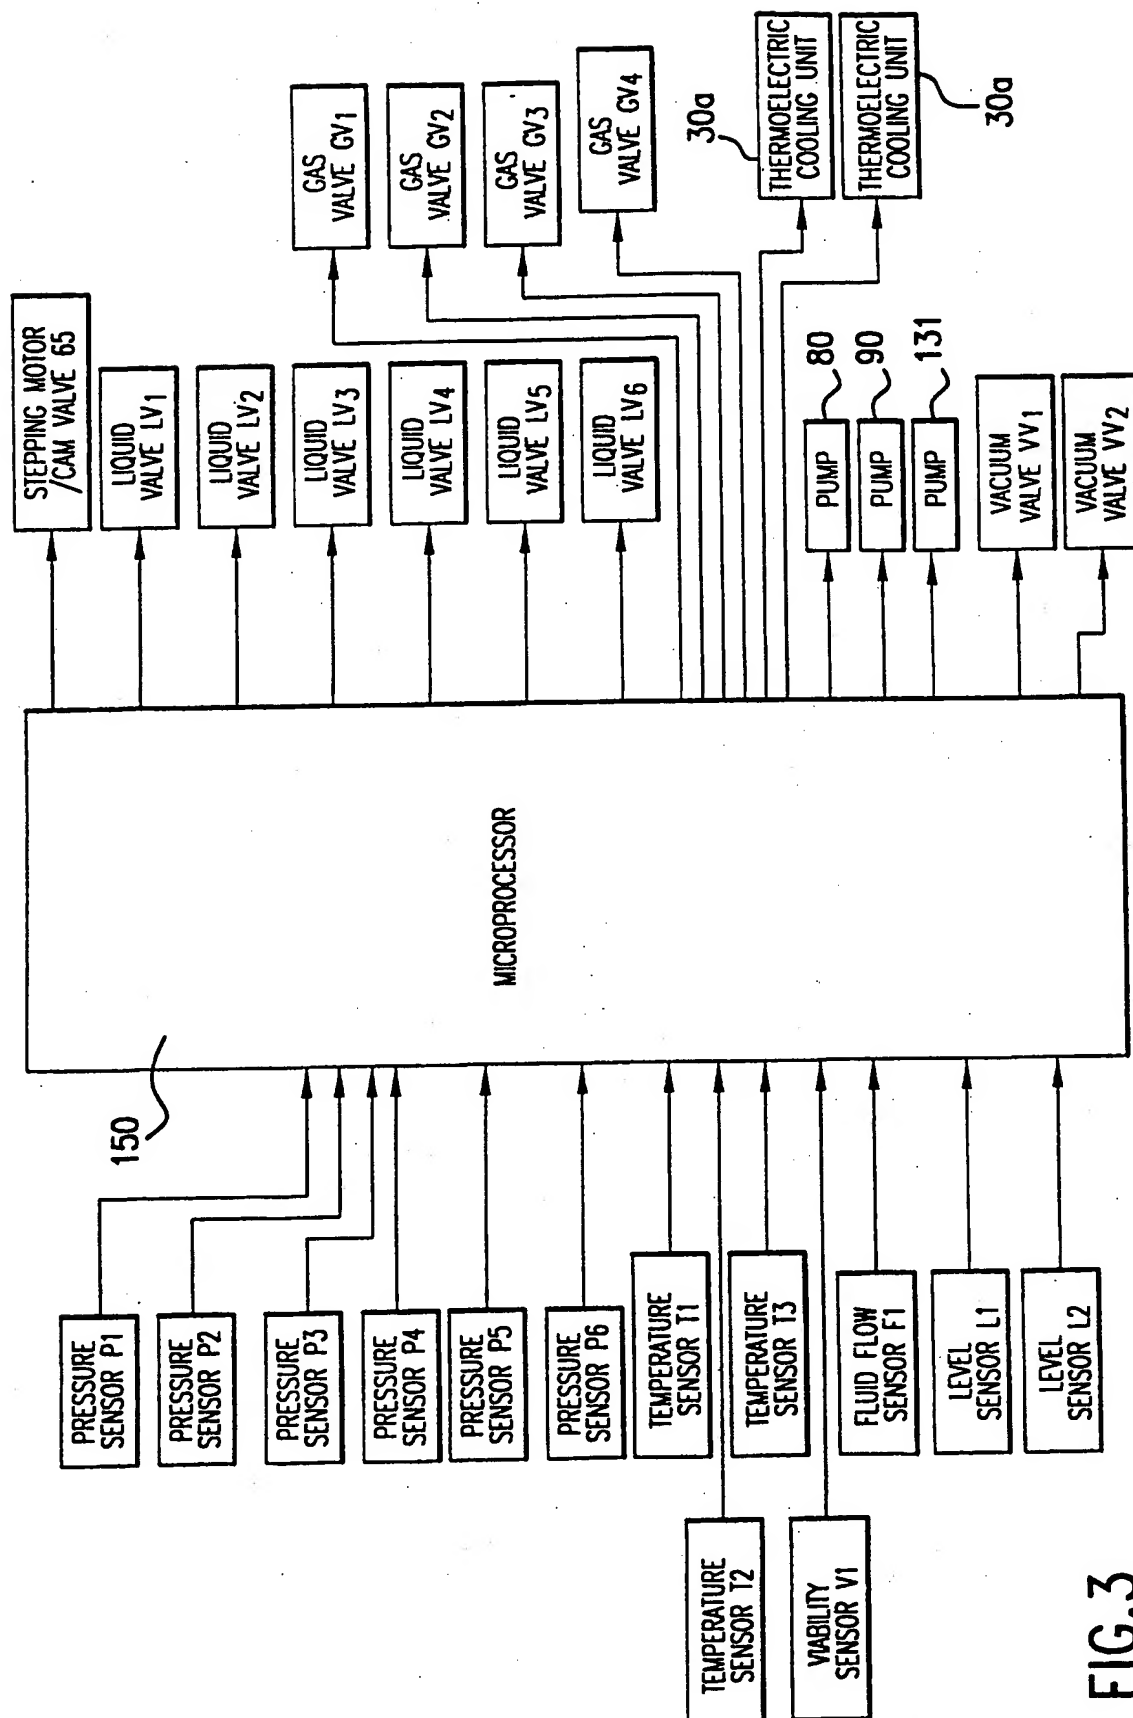 STEPPING MOTOR
/CAM VALVE 65
LIQUID
VALVE LV1
LIQUID
VALVE LV2
LIQUID
VALVE LV3
LIQUID
VALVE LV4
LIQUID
VALVE LV5
LIQUID
VALVE LV6
GAS
VALVE GV1
GAS
VALVE GV2
GAS
VALVE GV3
GAS
VALVE GV4
30a
THERMOELECTRIC
COOLING UNIT
THERMOELECTRIC
COOLING UNIT
30a
PUMP
80
PUMP
90
PUMP
131
VACUUM
VALVE VV1
VACUUM
VALVE VV2
MICROPROCESSOR
150
PRESSURE
SENSOR P1
PRESSURE
SENSOR P2
PRESSURE
SENSOR P3
PRESSURE
SENSOR P4
PRESSURE
SENSOR P5
PRESSURE
SENSOR P6
TEMPERATURE
SENSOR T1
TEMPERATURE
SENSOR T3
FLUID FLOW
SENSOR F1
LEVEL
SENSOR L1
LEVEL
SENSOR L2
TEMPERATURE
SENSOR T2
VIABILITY
SENSOR V1
FIG.3